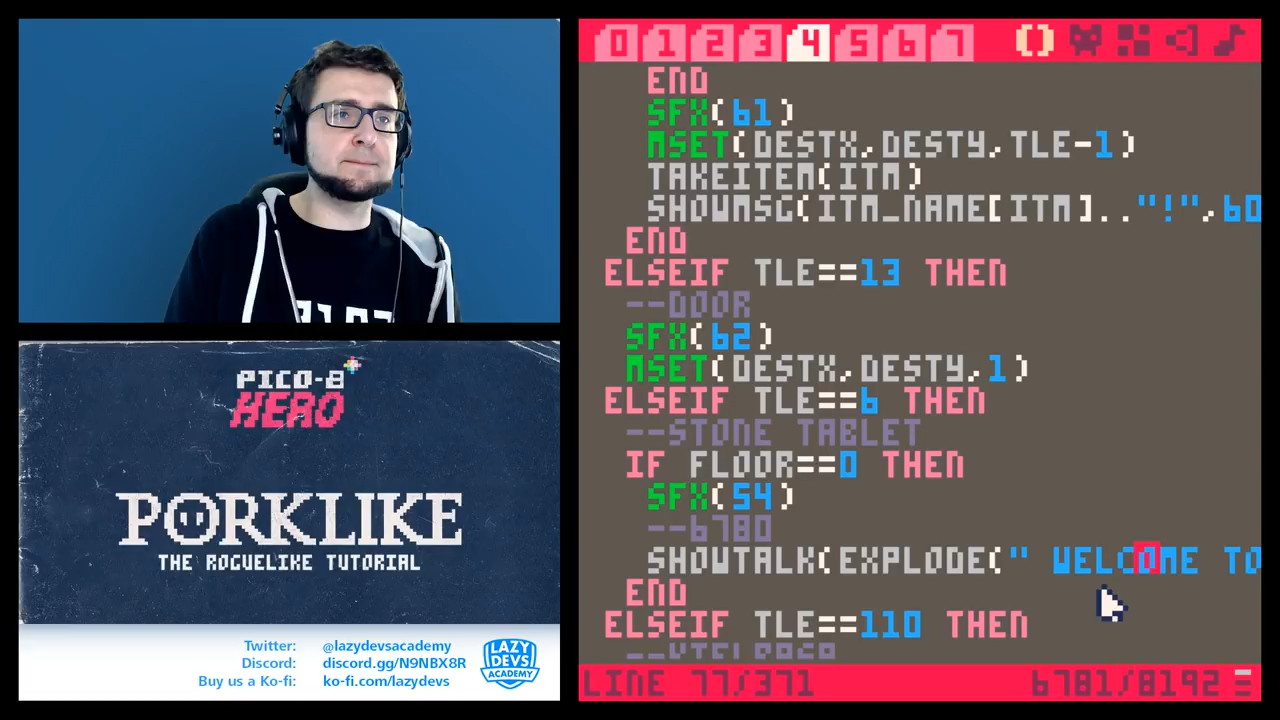 PICO-8
HERO
PORKLIKE
THE ROGUELIKE TUTORIAL
Twitter: @lazydevsacademy
Discord: discord.gg/N9NBX8R
Buy us a Ko-fi: ko-fi.com/lazydevs
LAZY
DEVS
ACADEMY
0 1 2 3 4 5 6 7
END
SFX(61)
MSET(DESTX,DESTY,TLE-1)
TAKEITEM(ITM)
SHOWMSG(ITM_NAME[ITM].."!",60
END
ELSEIF TLE==13 THEN
--DOOR
SFX(62)
MSET(DESTX,DESTY,1)
ELSEIF TLE==6 THEN
--STONE TABLET
IF FLOOR==0 THEN
SFX(54)
--6780
SHOWTALK(EXPLODE(" WELCOME TO
END
ELSEIF TLE==110 THEN
LINE 77/371 6781/8192